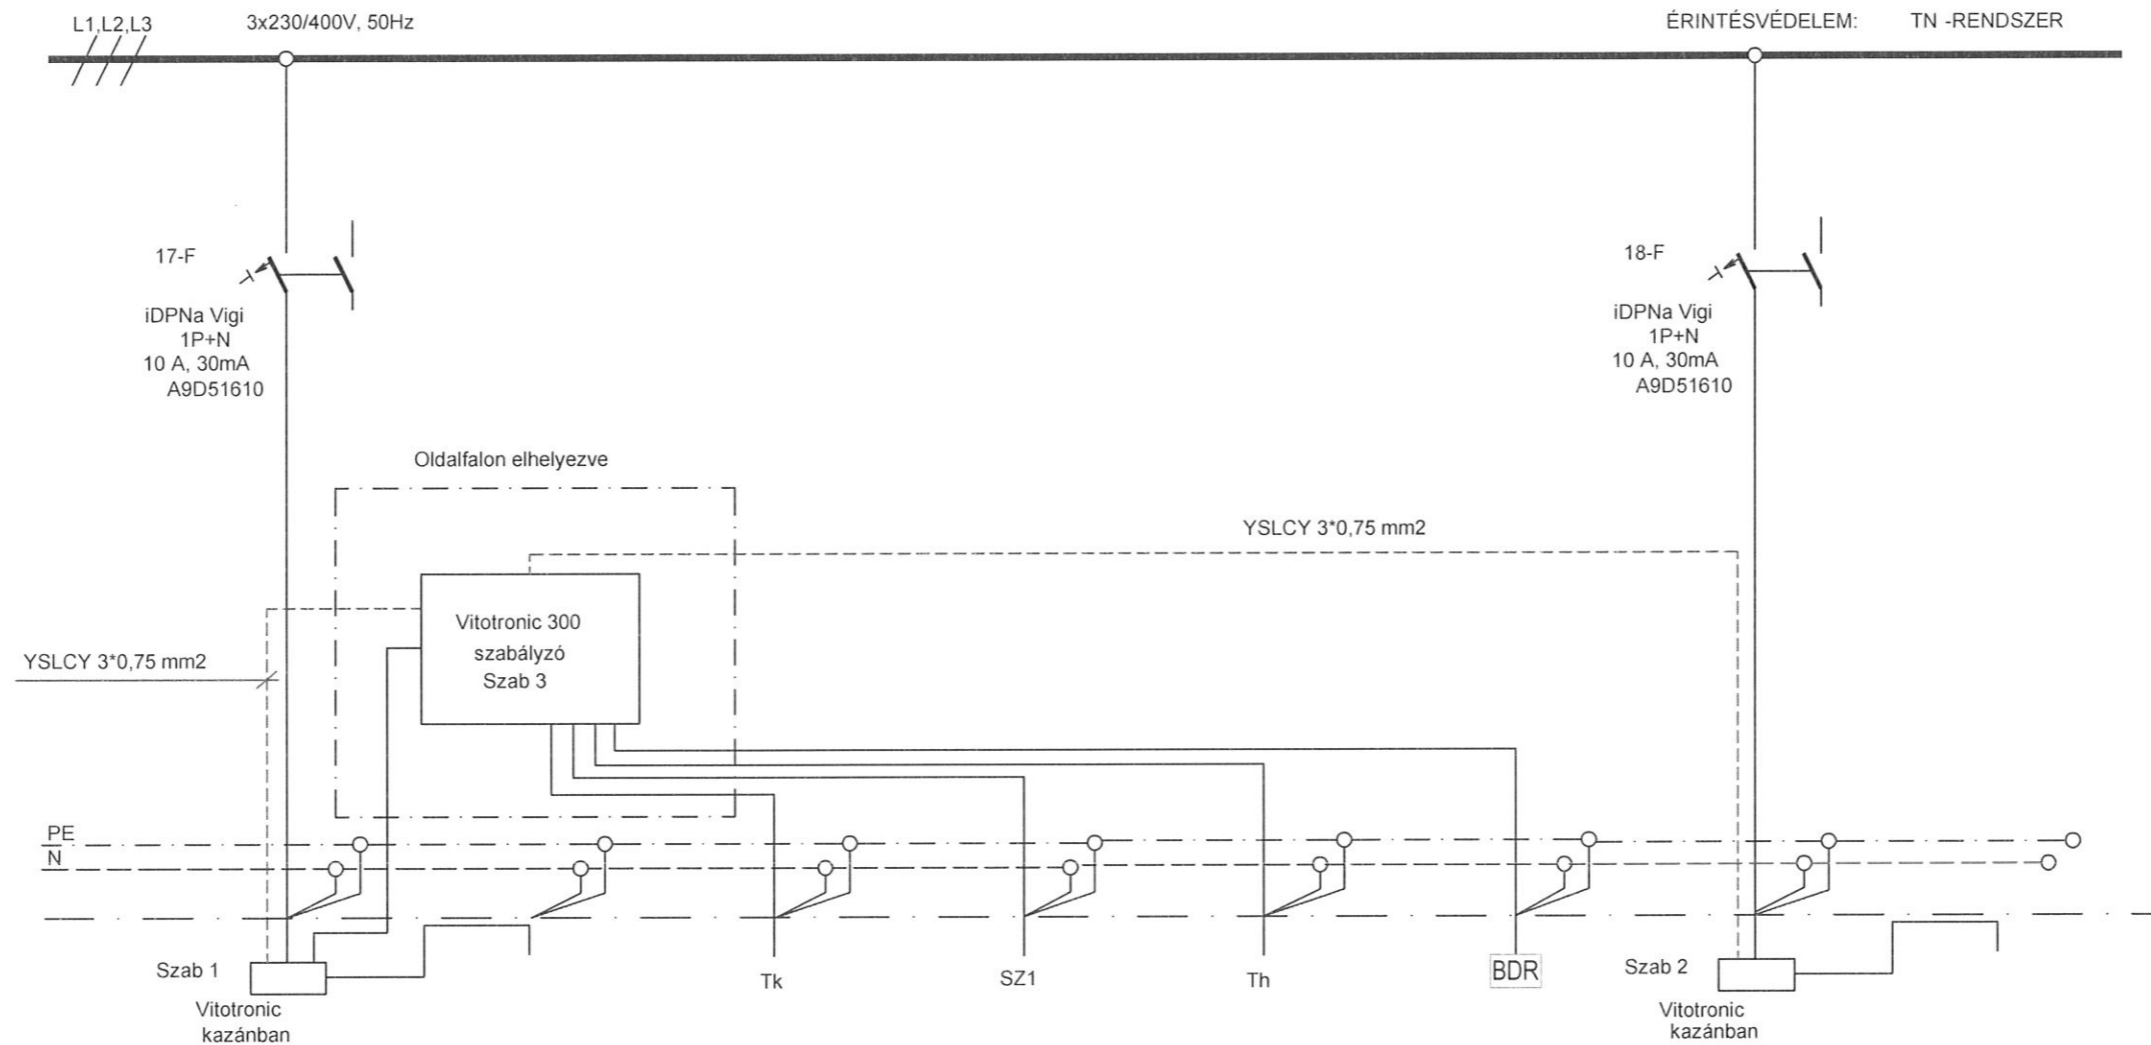 L1,L2,L3
3x230/400V, 50Hz
ÉRINTÉSVÉDELEM: TN -RENDSZER
17-F
iDPNa Vigi
1P+N
10 A, 30mA
A9D51610
18-F
iDPNa Vigi
1P+N
10 A, 30mA
A9D51610
Oldalfalon elhelyezve
YSLCY 3*0,75 mm2
Vitotronic 300
szabályzó
Szab 3
YSLCY 3*0,75 mm2
PE
N
Szab 1
Vitotronic
kazánban
Tk
SZ1
Th
BDR
Szab 2
Vitotronic
kazánban